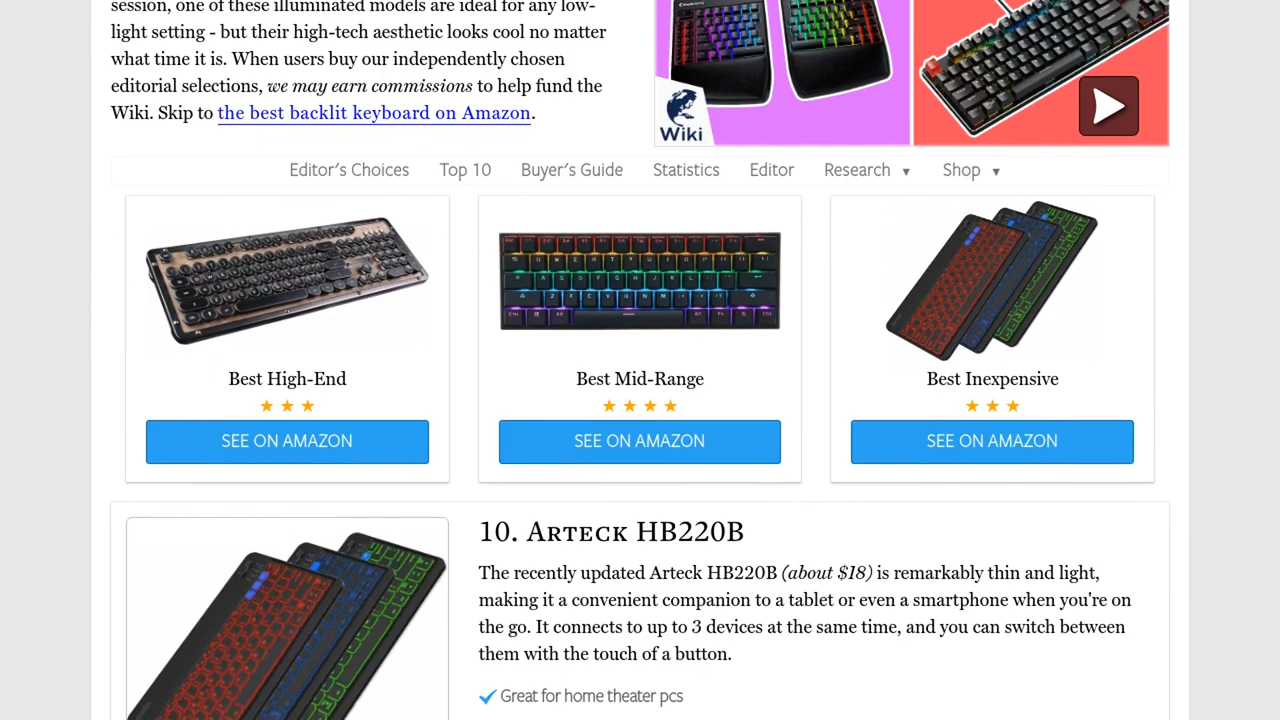 session, one of these illuminated models are ideal for any low-
light setting - but their high-tech aesthetic looks cool no matter
what time it is. When users buy our independently chosen
editorial selections, we may earn commissions to help fund the
Wiki. Skip to the best backlit keyboard on Amazon.
Wiki
Editor's Choices Top 10 Buyer's Guide Statistics Editor Research ▼ Shop ▼
Best High-End
★ ★ ★
SEE ON AMAZON
Best Mid-Range
★ ★ ★ ★
SEE ON AMAZON
Best Inexpensive
★ ★ ★
SEE ON AMAZON
10. Arteck HB220B
The recently updated Arteck HB220B (about $18) is remarkably thin and light,
making it a convenient companion to a tablet or even a smartphone when you're on
the go. It connects to up to 3 devices at the same time, and you can switch between
them with the touch of a button.
Great for home theater pcs